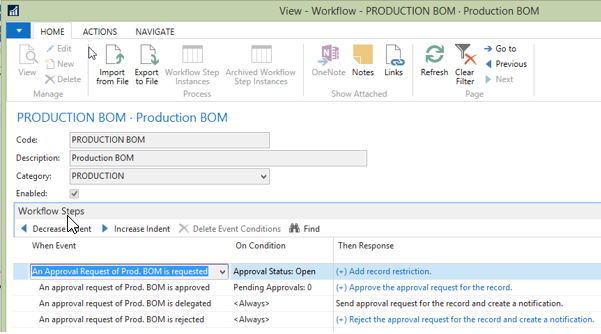 View - Workflow - PRODUCTION BOM · Production BOM
HOME ACTIONS NAVIGATE
View
Edit
New
Delete
Manage
Import from File
Export to File
Workflow Step Instances
Archived Workflow Step Instances
Process
OneNote
Notes
Links
Show Attached
Refresh
Clear Filter
Go to
Previous
Next
Page
PRODUCTION BOM · Production BOM
Code: PRODUCTION BOM
Description: Production BOM
Category: PRODUCTION
Enabled:
Workflow Steps
Decrease Indent Increase Indent Delete Event Conditions Find
When Event On Condition Then Response
An Approval Request of Prod. BOM is requested Approval Status: Open (+) Add record restriction.
An approval request of Prod. BOM is approved Pending Approvals: 0 (+) Approve the approval request for the record.
An approval request of Prod. BOM is delegated <Always> Send approval request for the record and create a notification.
An approval request of Prod. BOM is rejected <Always> (+) Reject the approval request for the record and create a notification.